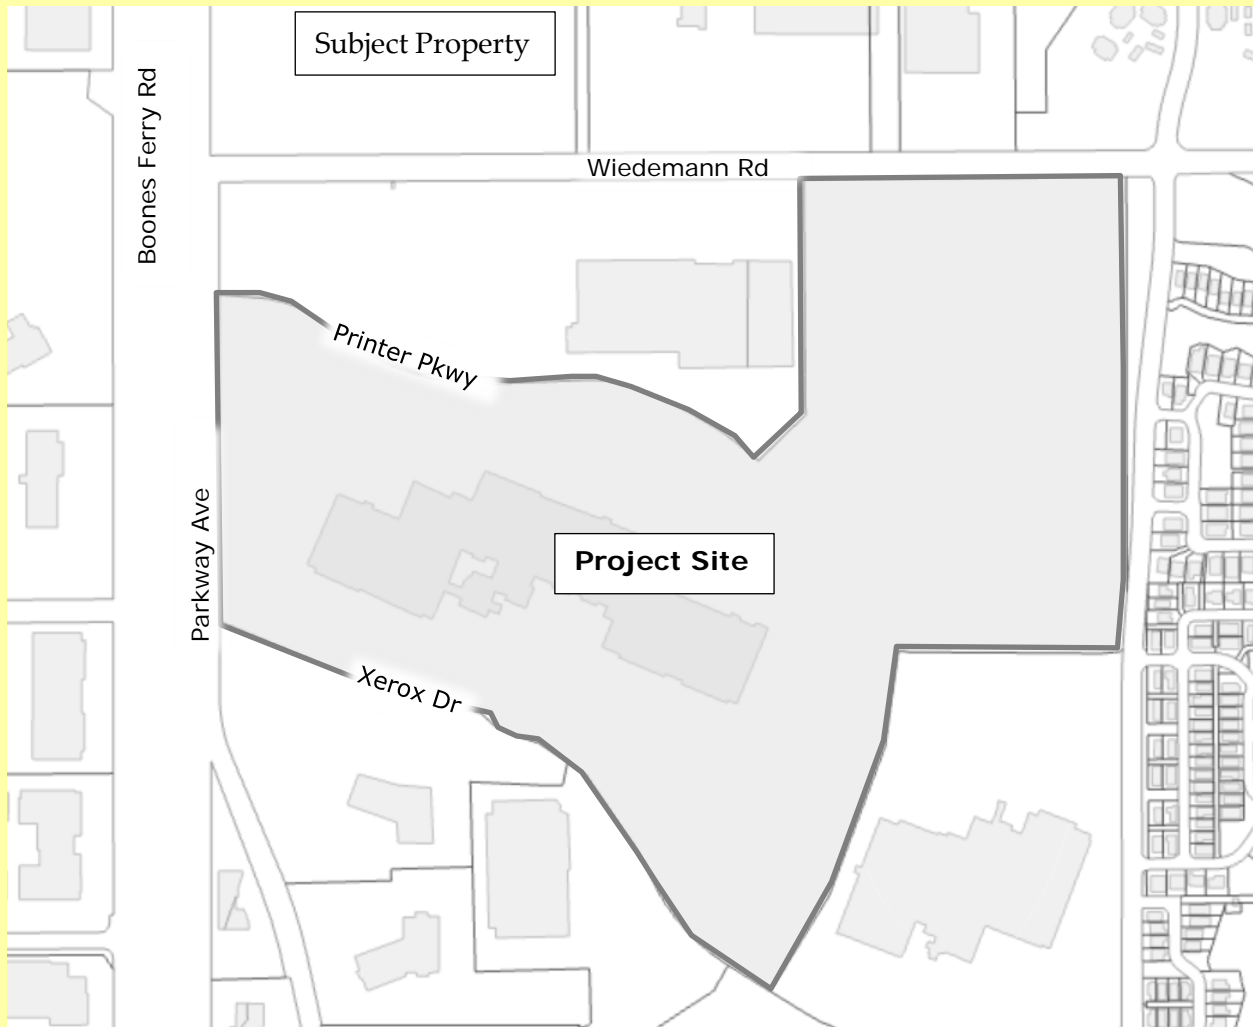 Subject Property
Boones Ferry Rd
Wiedemann Rd
Printer Pkwy
Parkway Ave
Project Site
Xerox Dr